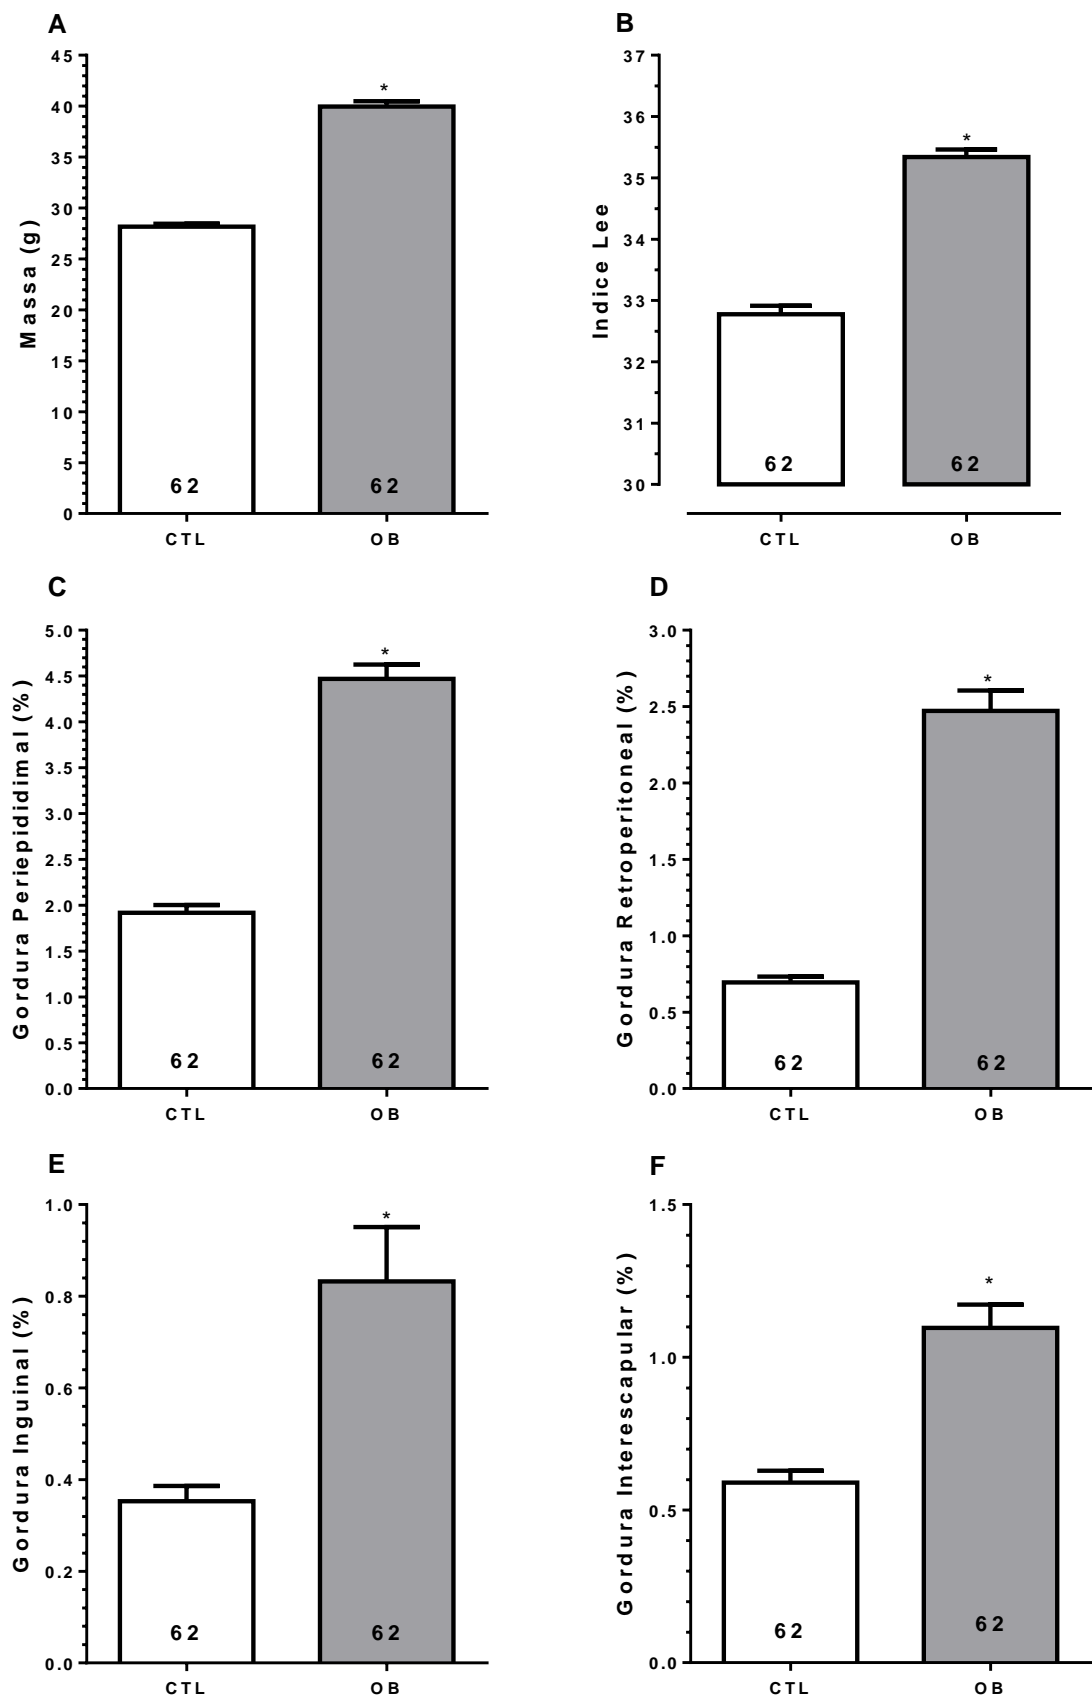 A
45
40
35
30
25
20
15
10
5
0
Massa (g)
*
62
62
CTL
OB
B
37
36
35
34
33
32
31
30
Indice Lee
*
62
62
CTL
OB
C
5.0
4.5
4.0
3.5
3.0
2.5
2.0
1.5
1.0
0.5
0.0
Gordura Periepididimal (%)
*
62
62
CTL
OB
D
3.0
2.5
2.0
1.5
1.0
0.5
0.0
Gordura Retroperitoneal (%)
*
62
62
CTL
OB
E
1.0
0.8
0.6
0.4
0.2
0.0
Gordura Inguinal (%)
*
62
62
CTL
OB
F
1.5
1.0
0.5
0.0
Gordura Interescapular (%)
*
62
62
CTL
OB